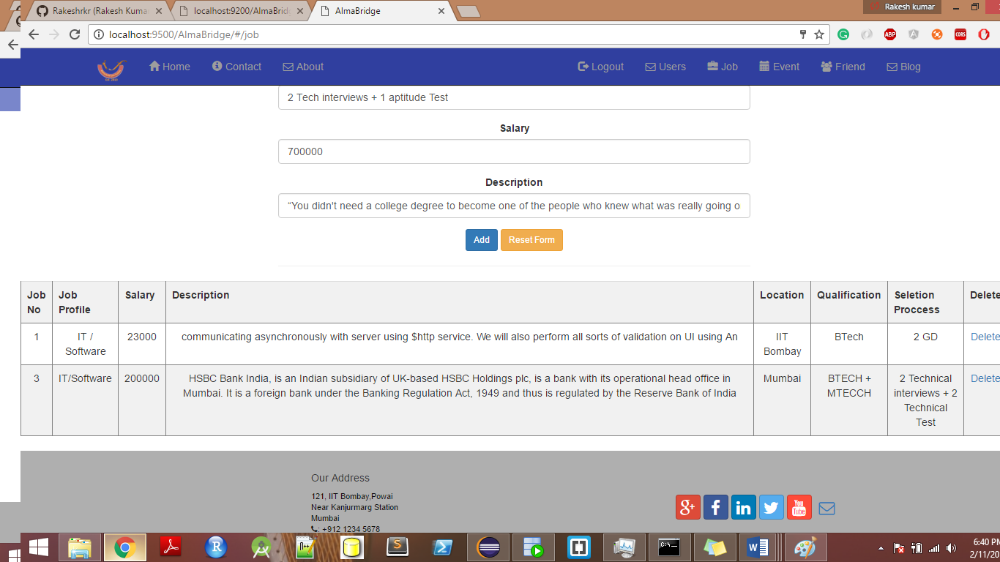 Rakeshrkr (Rakesh Kuma
localhost:9200/AlmaBridg
AlmaBridge
Rakesh kumar
localhost:9500/AlmaBridge/#/job
ABP
CORS
Home
Contact
About
Logout
Users
Job
Event
Friend
Blog
2 Tech interviews + 1 aptitude Test
Salary
700000
Description
“You didn't need a college degree to become one of the people who knew what was really going o
Add
Reset Form
Job No
Job Profile
Salary
Description
Location
Qualification
Seletion Proccess
Delete
1
IT / Software
23000
communicating asynchronously with server using $http service. We will also perform all sorts of validation on UI using An
IIT Bombay
BTech
2 GD
Delete
3
IT/Software
200000
HSBC Bank India, is an Indian subsidiary of UK-based HSBC Holdings plc, is a bank with its operational head office in
Mumbai. It is a foreign bank under the Banking Regulation Act, 1949 and thus is regulated by the Reserve Bank of India
Mumbai
BTECH + MTECCH
2 Technical interviews + 2 Technical Test
Delete
Our Address
121, IIT Bombay,Powai
Near Kanjurmarg Station
Mumbai
: +912 1234 5678
You Tube
6:40 PM
2/11/20